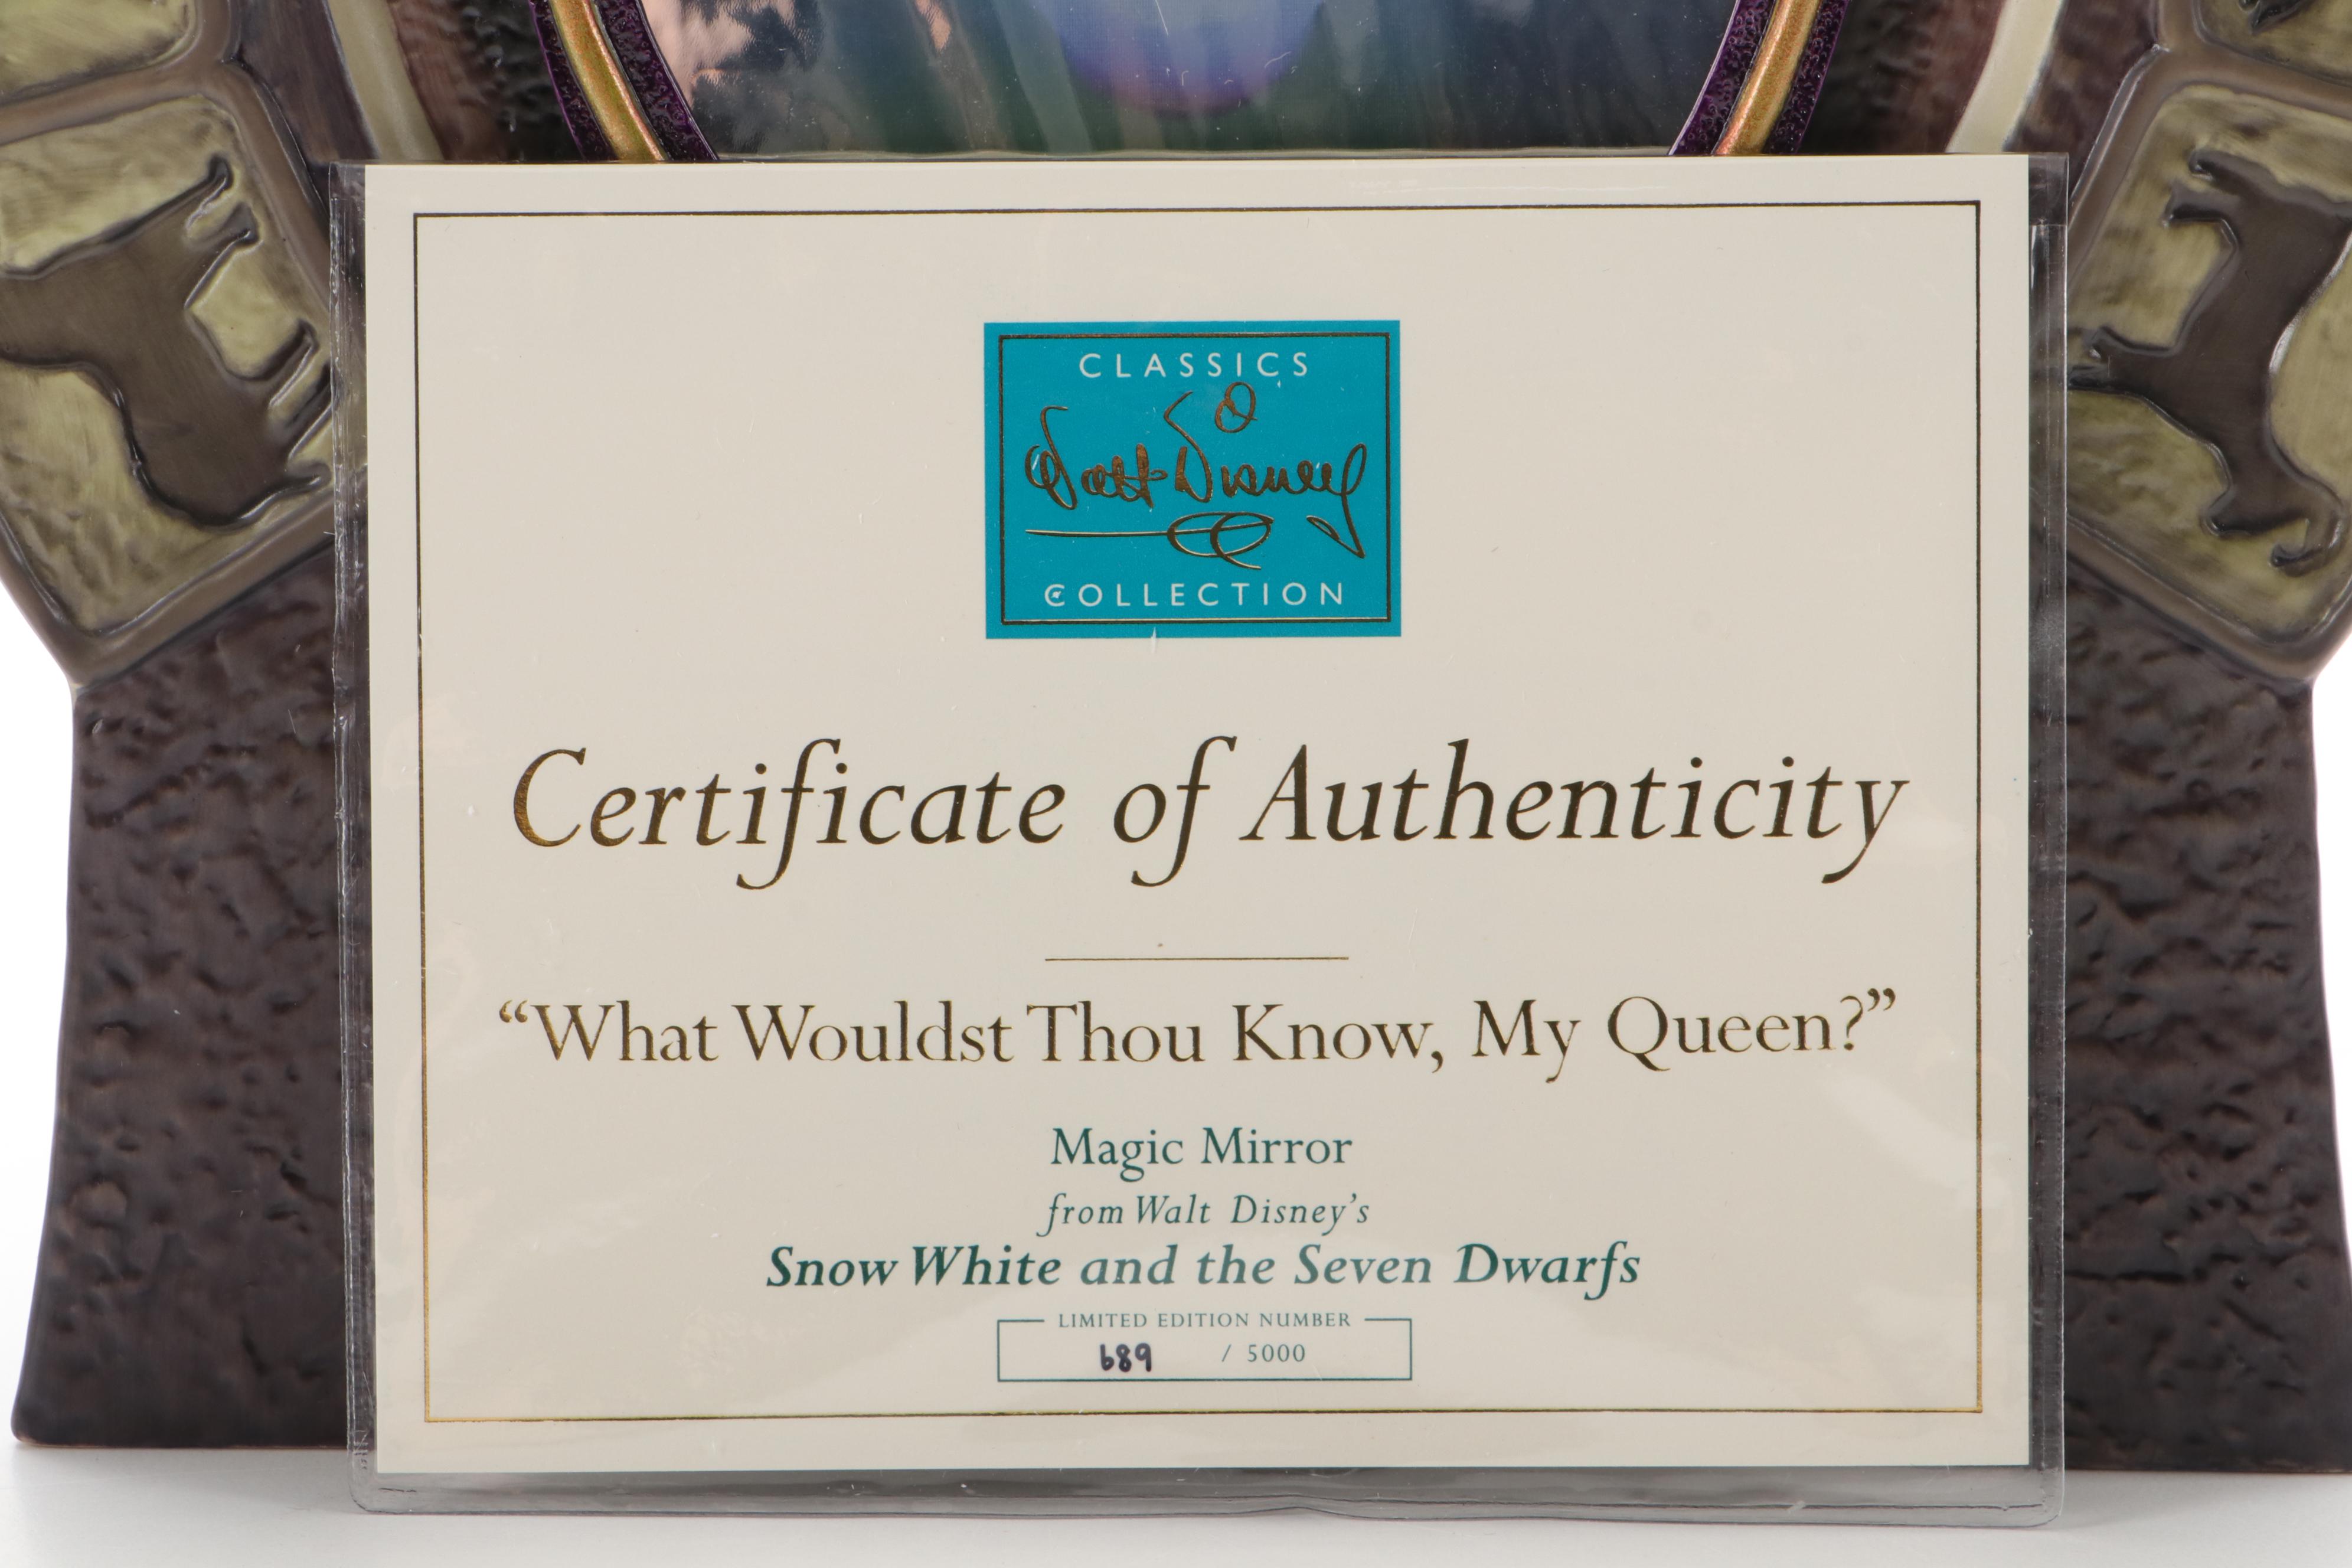 CLASSICS
Walt Disney
COLLECTION
Certificate of Authenticity
“What Wouldst Thou Know, My Queen?”
Magic Mirror
from Walt Disney’s
Snow White and the Seven Dwarfs
LIMITED EDITION NUMBER
689 / 5000